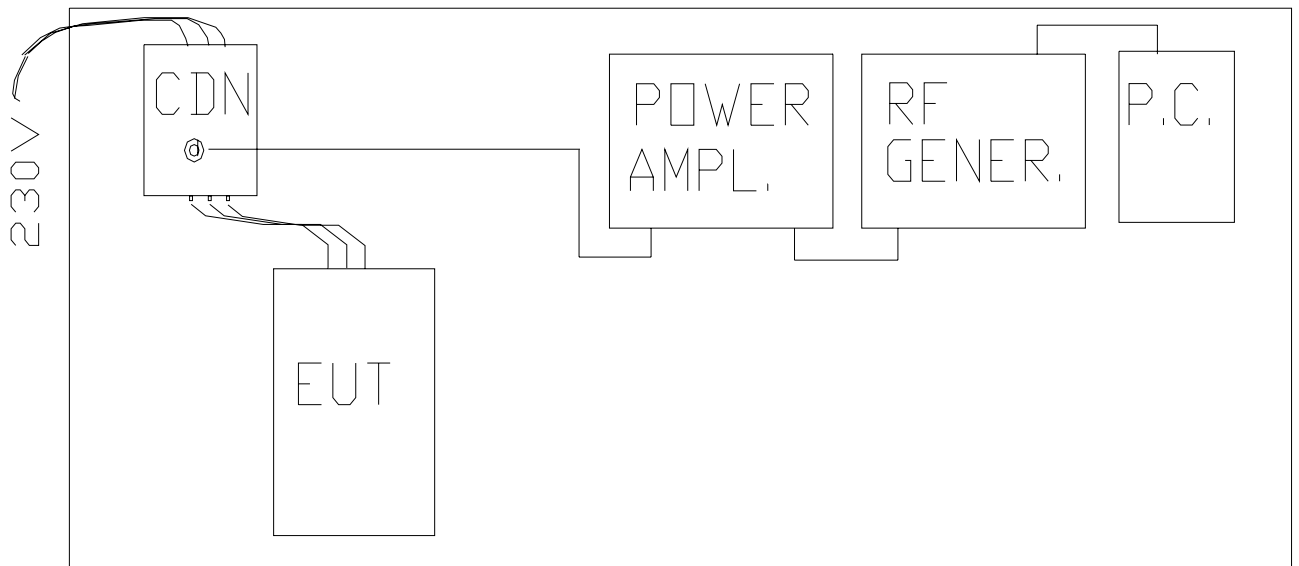 230V
CDN
POWER
AMPL.
RF
GENER.
P.C.
EUT